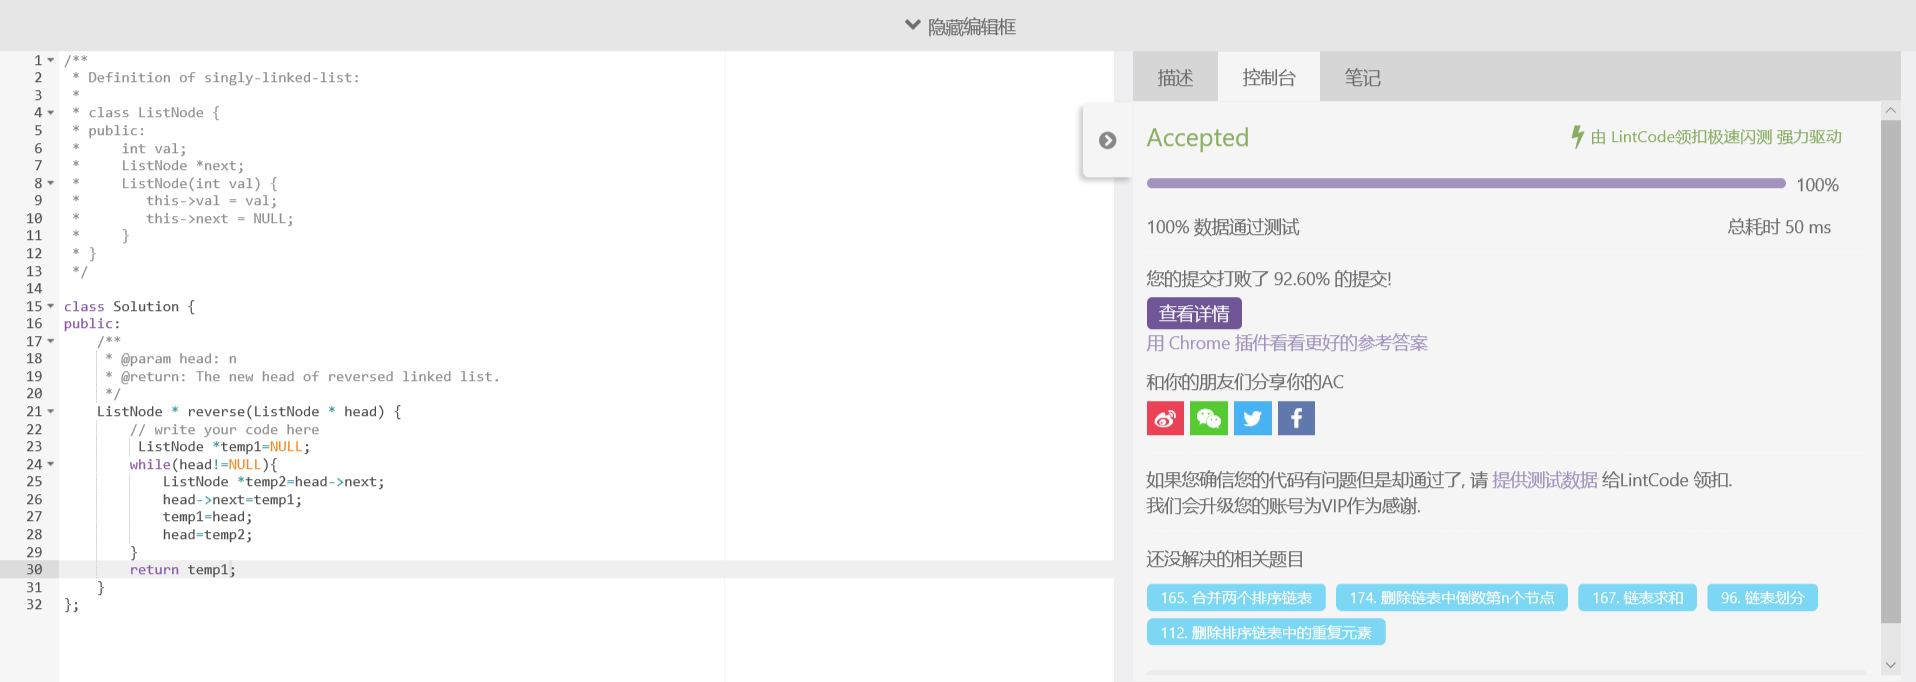 隐藏编辑框
1 /**
2  * Definition of singly-linked-list:
3  *
4  * class ListNode {
5  * public:
6  *     int val;
7  *     ListNode *next;
8  *     ListNode(int val) {
9  *        this->val = val;
10  *        this->next = NULL;
11  *     }
12  * }
13  */
14
15 class Solution {
16 public:
17     /**
18      * @param head: n
19      * @return: The new head of reversed linked list.
20      */
21     ListNode * reverse(ListNode * head) {
22         // write your code here
23          ListNode *temp1=NULL;
24         while(head!=NULL){
25             ListNode *temp2=head->next;
26             head->next=temp1;
27             temp1=head;
28             head=temp2;
29         }
30         return temp1;
31     }
32 };
描述 控制台 笔记
Accepted 由 LintCode领扣极速闪测 强力驱动
100%
100% 数据通过测试 总耗时 50 ms
您的提交打败了 92.60% 的提交!
查看详情
用 Chrome 插件看看更好的参考答案
和你的朋友们分享你的AC
如果您确信您的代码有问题但是却通过了, 请 提供测试数据 给LintCode 领扣.
我们会升级您的账号为VIP作为感谢.
还没解决的相关题目
165. 合并两个排序链表 174. 删除链表中倒数第n个节点 167. 链表求和 96. 链表划分
112. 删除排序链表中的重复元素